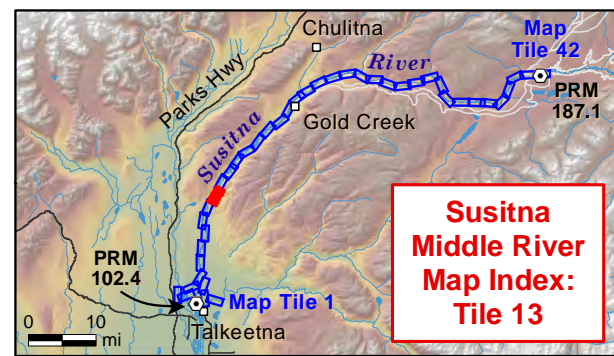 Chulitna
Map
Tile 42
River
Parks Hwy
PRM
187.1
Gold Creek
Susitna
PRM
102.4
Map Tile 1
Talkeetna
0 10
mi
Susitna
Middle River
Map Index:
Tile 13